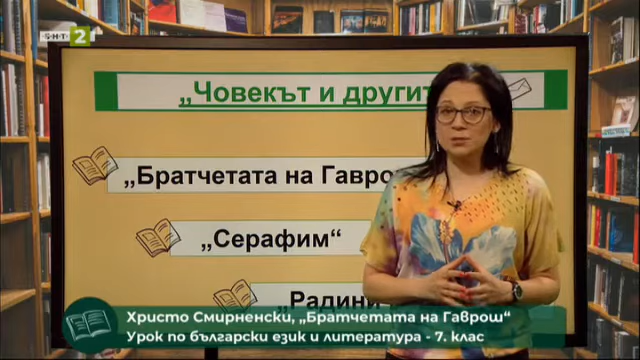 БНТ 2
„Човекът и другит
„Братчетата на Гавро
„Серафим“
„Радини
Христо Смирненски, „Братчетата на Гаврош“
Урок по български език и литература - 7. клас